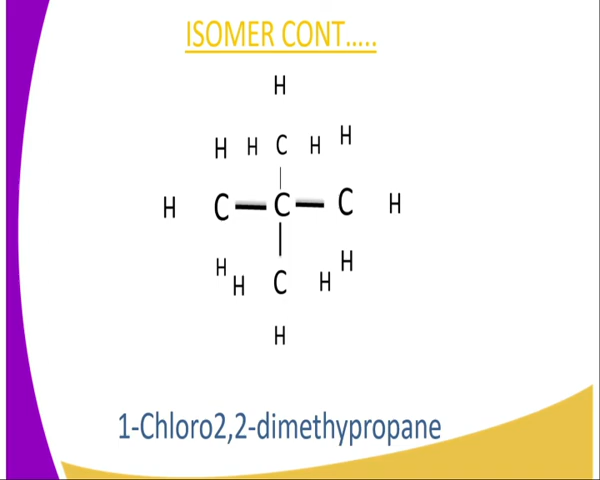 ISOMER CONT.....
H
H H C H H
H C C C H
H H C H H
H
1-Chloro2,2-dimethypropane